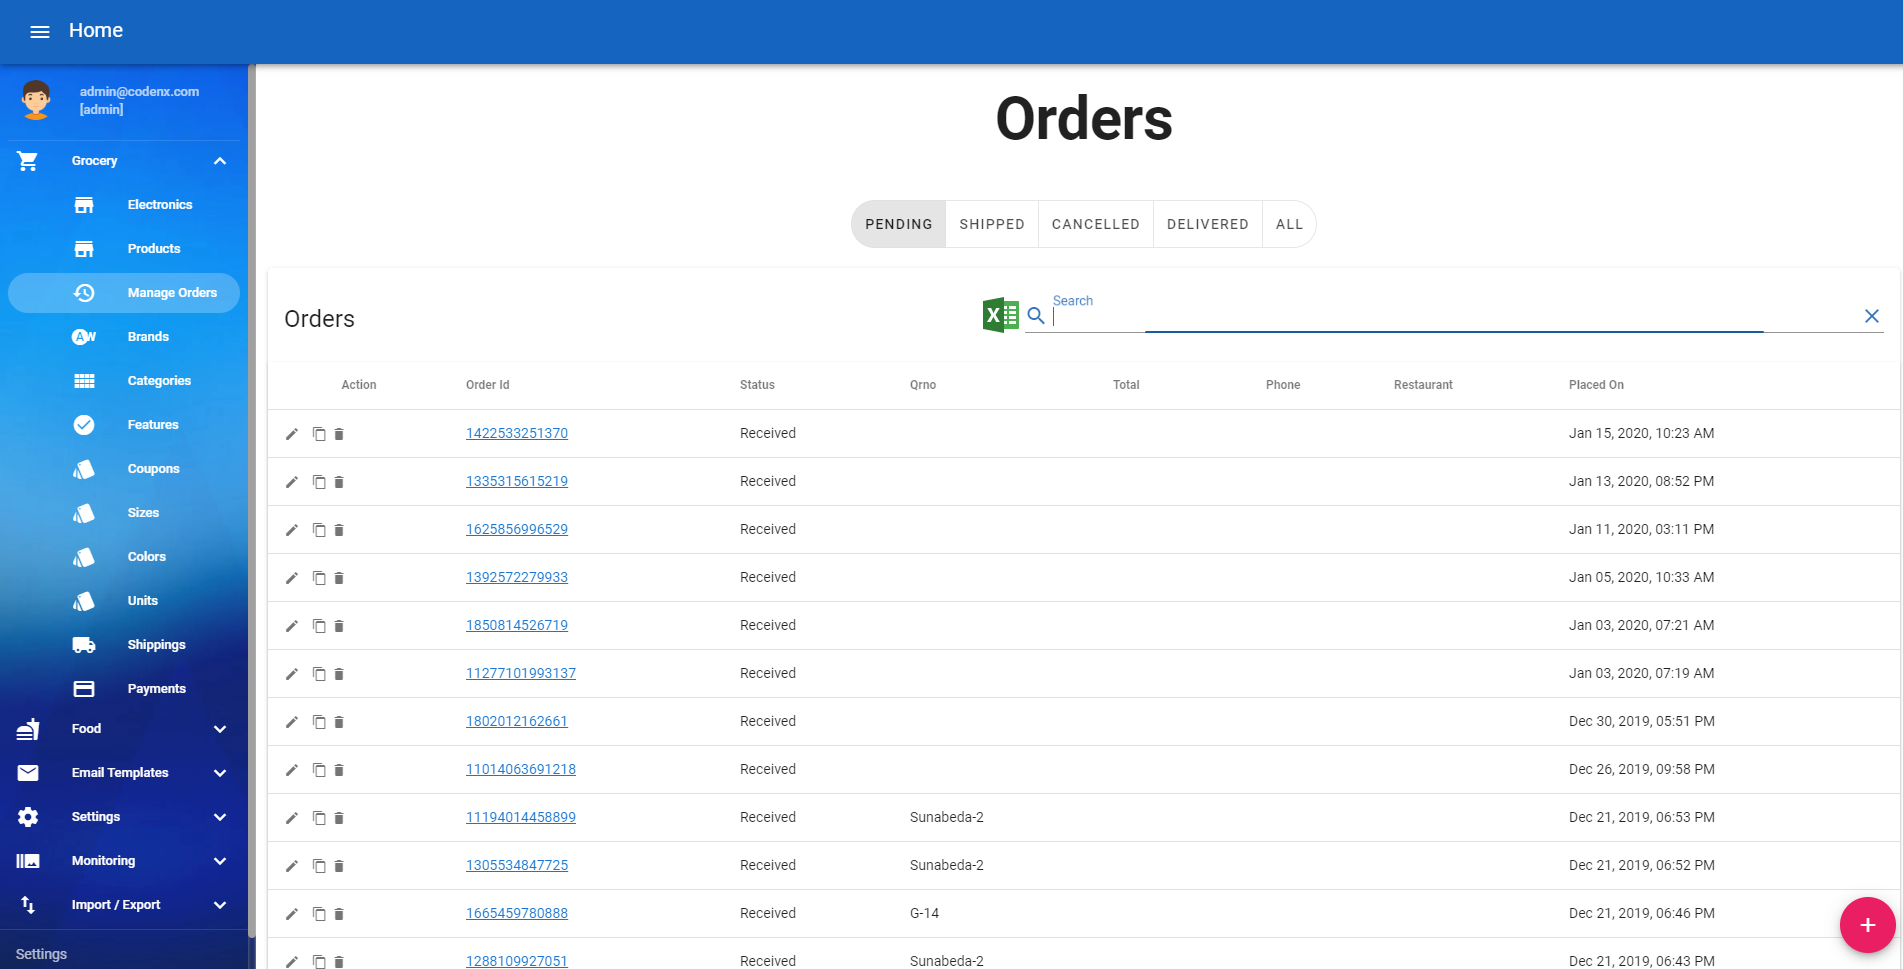 Home
admin@codenx.com
[admin]
Grocery
Electronics
Products
Manage Orders
Brands
Categories
Features
Coupons
Sizes
Colors
Units
Shippings
Payments
Food
Email Templates
Settings
Monitoring
Import / Export
Settings
Orders
PENDING SHIPPED CANCELLED DELIVERED ALL
Orders
Search
Action Order Id Status Qrno Total Phone Restaurant Placed On
1422533251370 Received Jan 15, 2020, 10:23 AM
1335315615219 Received Jan 13, 2020, 08:52 PM
1625856996529 Received Jan 11, 2020, 03:11 PM
1392572279933 Received Jan 05, 2020, 10:33 AM
1850814526719 Received Jan 03, 2020, 07:21 AM
11277101993137 Received Jan 03, 2020, 07:19 AM
1802012162661 Received Dec 30, 2019, 05:51 PM
11014063691218 Received Dec 26, 2019, 09:58 PM
11194014458899 Received Sunabeda-2 Dec 21, 2019, 06:53 PM
1305534847725 Received Sunabeda-2 Dec 21, 2019, 06:52 PM
1665459780888 Received G-14 Dec 21, 2019, 06:46 PM
1288109927051 Received Sunabeda-2 Dec 21, 2019, 06:43 PM